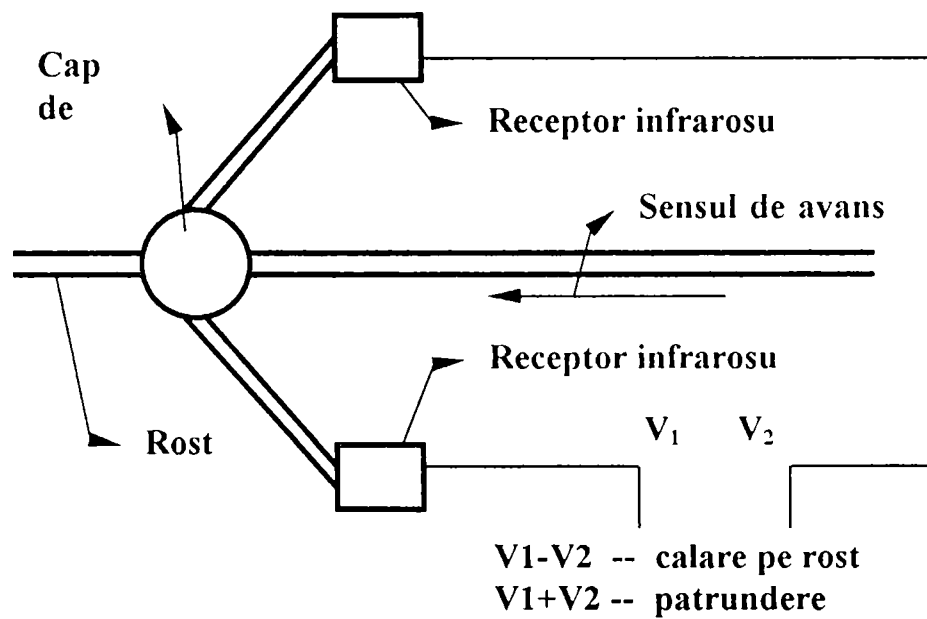 Cap
de
Receptor infrarosu
Sensul de avans
Receptor infrarosu
Rost
V₁ V₂
V1-V2 -- calare pe rost
V1+V2 -- patrundere